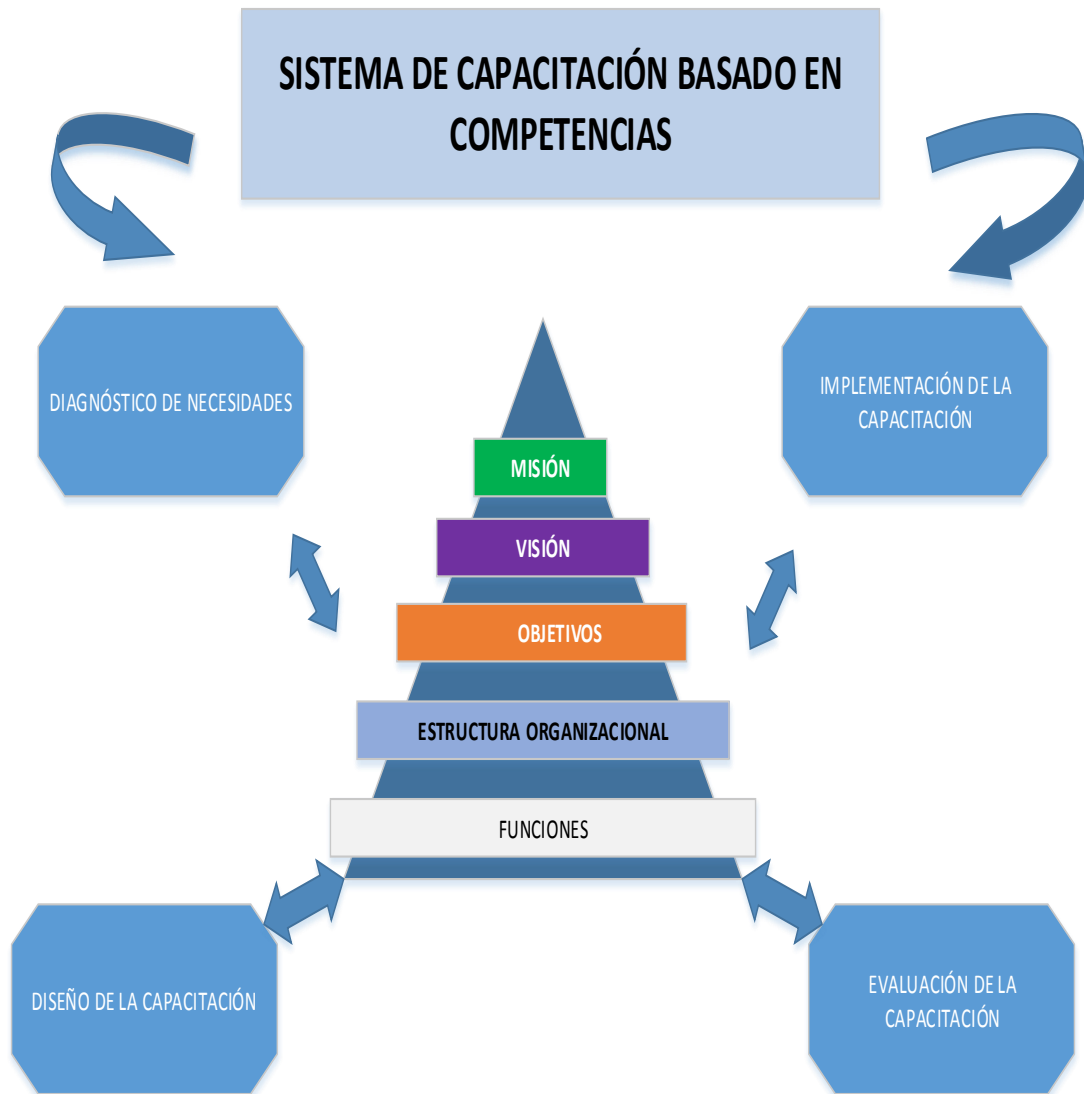 SISTEMA DE CAPACITACIÓN BASADO EN
COMPETENCIAS
DIAGNÓSTICO DE NECESIDADES
IMPLEMENTACIÓN DE LA
CAPACITACIÓN
MISIÓN
VISIÓN
OBJETIVOS
ESTRUCTURA ORGANIZACIONAL
FUNCIONES
DISEÑO DE LA CAPACITACIÓN
EVALUACIÓN DE LA
CAPACITACIÓN